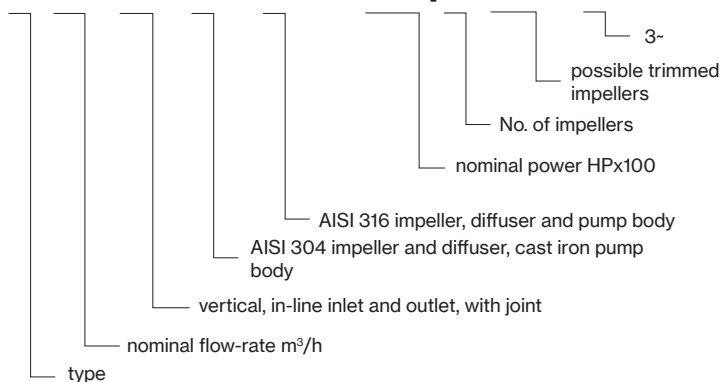 3~
possible trimmed
impellers
No. of impellers
nominal power HPx100
AISI 316 impeller, diffuser and pump body
AISI 304 impeller and diffuser, cast iron pump
body
vertical, in-line inlet and outlet, with joint
nominal flow-rate m³/h
type